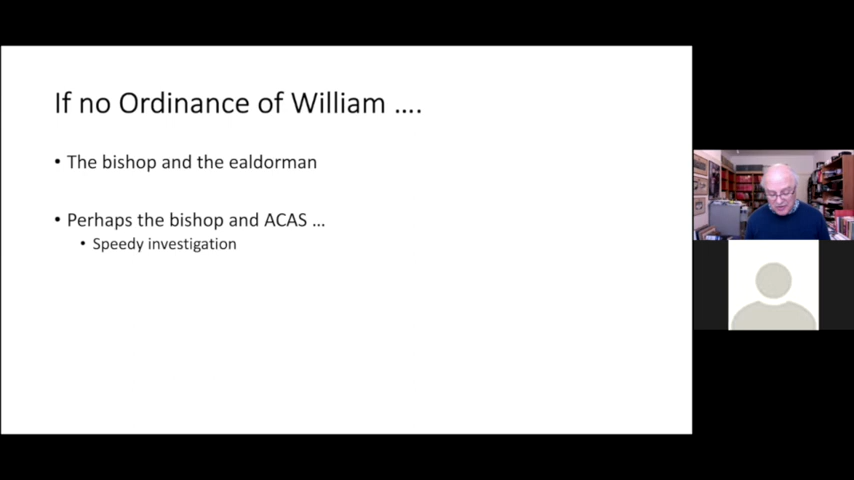 If no Ordinance of William ....
• The bishop and the ealdorman
• Perhaps the bishop and ACAS ...
• Speedy investigation